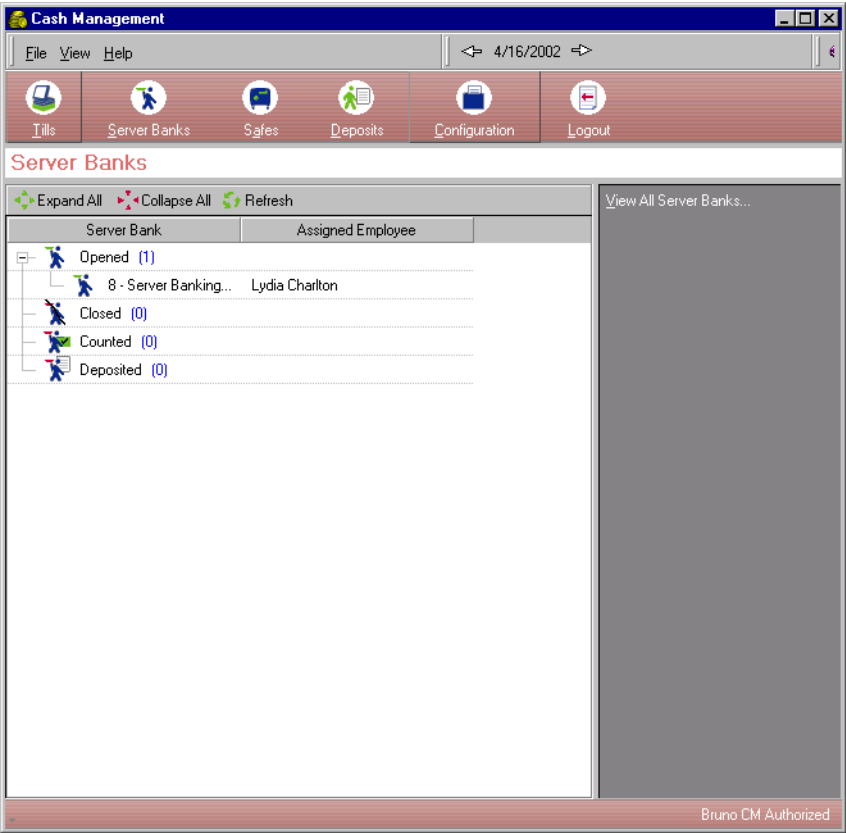 Cash Management
File View Help 4/16/2002
Tills Server Banks Safes Deposits Configuration Logout
Server Banks
Expand All Collapse All Refresh
View All Server Banks...
Server Bank Assigned Employee
Opened (1)
8 - Server Banking... Lydia Charlton
Closed (0)
Counted (0)
Deposited (0)
Bruno CM Authorized